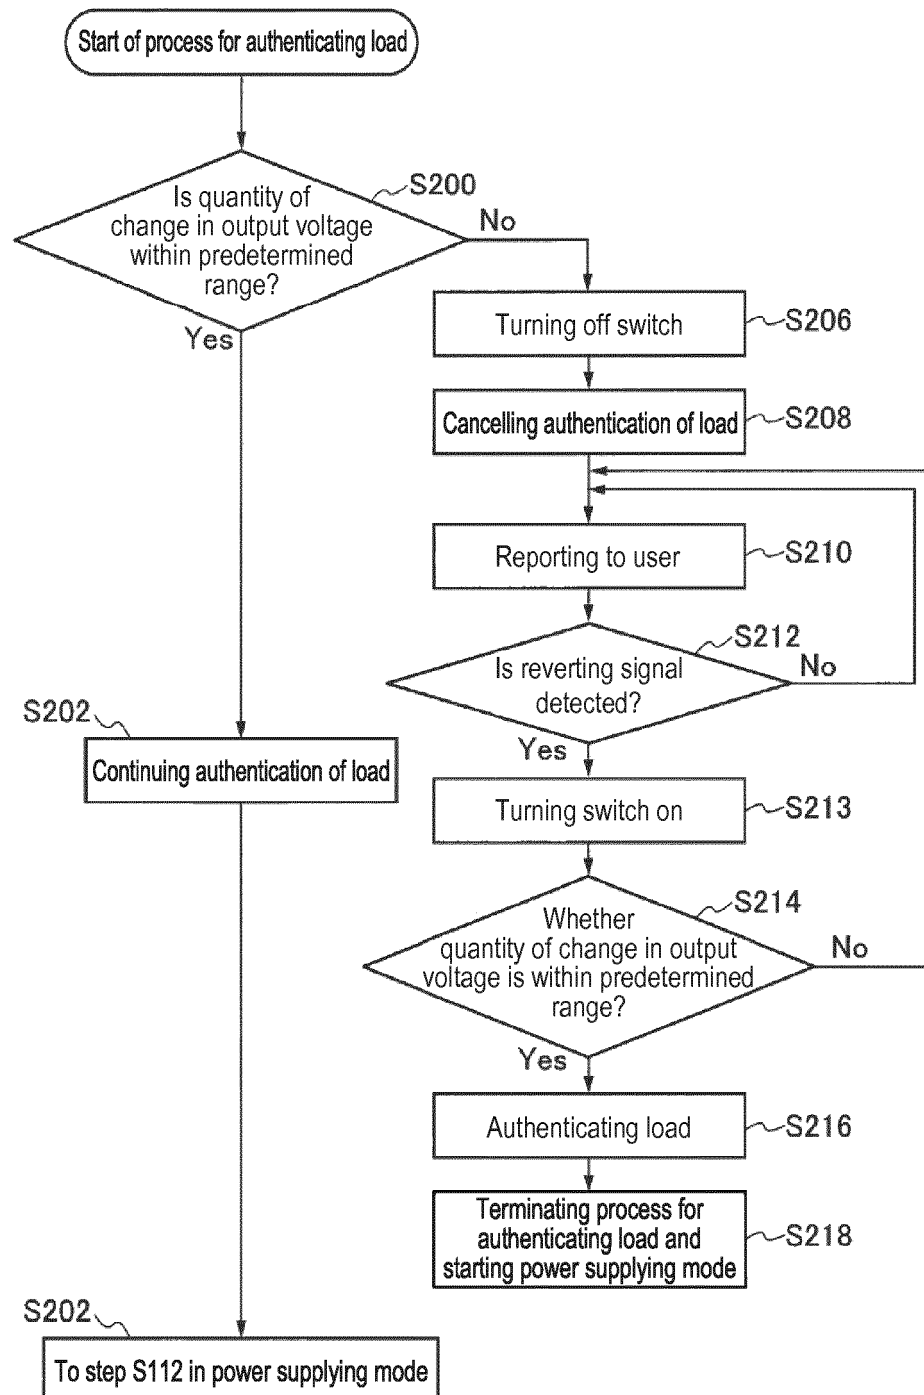 Start of process for authenticating load
S200
Is quantity of
change in output voltage
within predetermined
range?
No
Yes
Turning off switch
S206
Cancelling authentication of load
S208
Reporting to user
S210
S212
Is reverting signal
detected?
No
Yes
S202
Continuing authentication of load
Turning switch on
S213
S214
Whether
quantity of change in output
voltage is within predetermined
range?
No
Yes
Authenticating load
S216
Terminating process for
authenticating load and
starting power supplying mode
S218
S202
To step S112 in power supplying mode